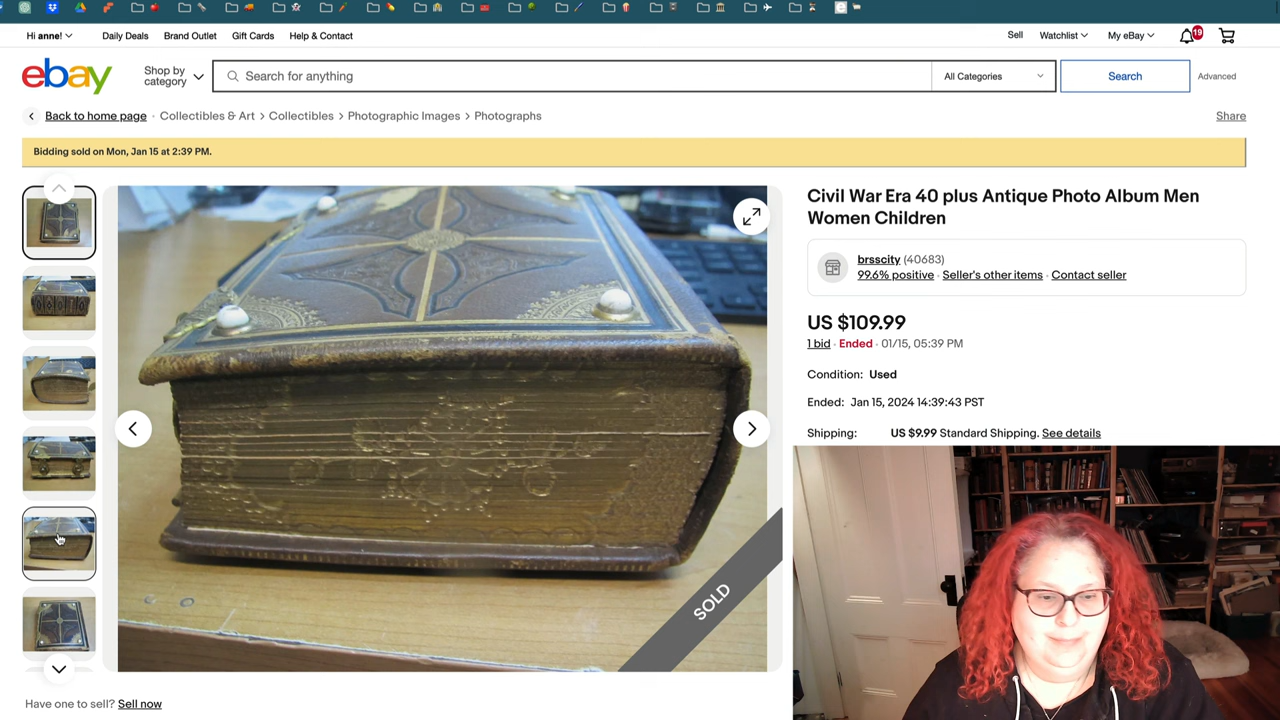 Hi anne!
Daily Deals
Brand Outlet
Gift Cards
Help & Contact
Sell
Watchlist
My eBay
19
ebay
Shop by
category
Search for anything
All Categories
Search
Advanced
Back to home page
Collectibles & Art > Collectibles > Photographic Images > Photographs
Share
Bidding sold on Mon, Jan 15 at 2:39 PM.
Civil War Era 40 plus Antique Photo Album Men
Women Children
brsscity (40683)
99.6% positive · Seller's other items · Contact seller
US $109.99
1 bid · Ended · 01/15, 05:39 PM
Condition: Used
Ended: Jan 15, 2024 14:39:43 PST
Shipping: US $9.99 Standard Shipping. See details
SOLD
Have one to sell? Sell now